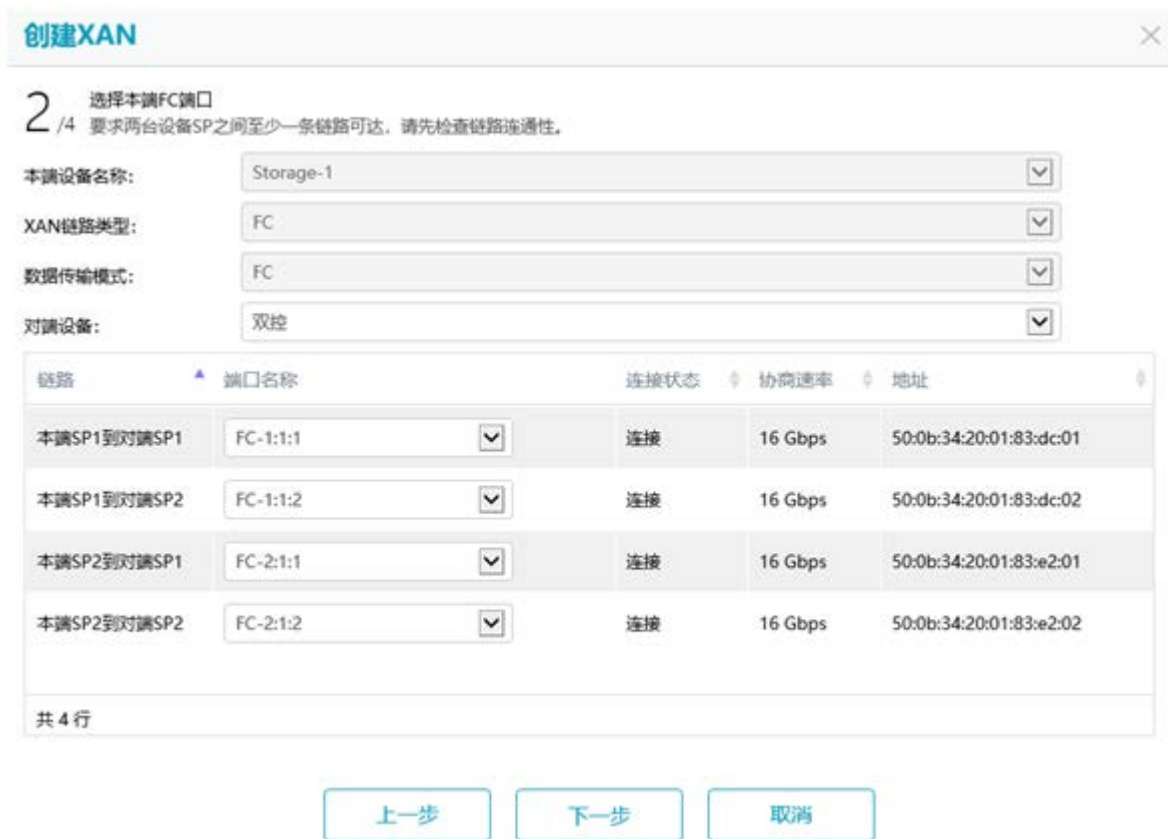 创建XAN
2/4 选择本端FC端口
要求两台设备SP之间至少一条链路可达，请先检查链路连通性。
本端设备名称： Storage-1
XAN链路类型： FC
数据传输模式： FC
对端设备： 双控
链路 端口名称 连接状态 协商速率 地址
本端SP1到对端SP1 FC-1:1:1 连接 16 Gbps 50:0b:34:20:01:83:dc:01
本端SP1到对端SP2 FC-1:1:2 连接 16 Gbps 50:0b:34:20:01:83:dc:02
本端SP2到对端SP1 FC-2:1:1 连接 16 Gbps 50:0b:34:20:01:83:e2:01
本端SP2到对端SP2 FC-2:1:2 连接 16 Gbps 50:0b:34:20:01:83:e2:02
共 4 行
上一步 下一步 取消